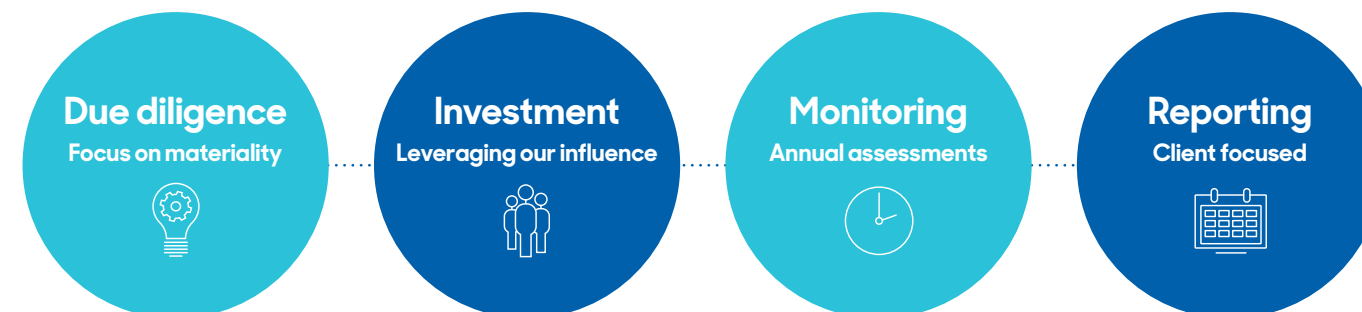 Due diligence
Focus on materiality
Investment
Leveraging our influence
Monitoring
Annual assessments
Reporting
Client focused